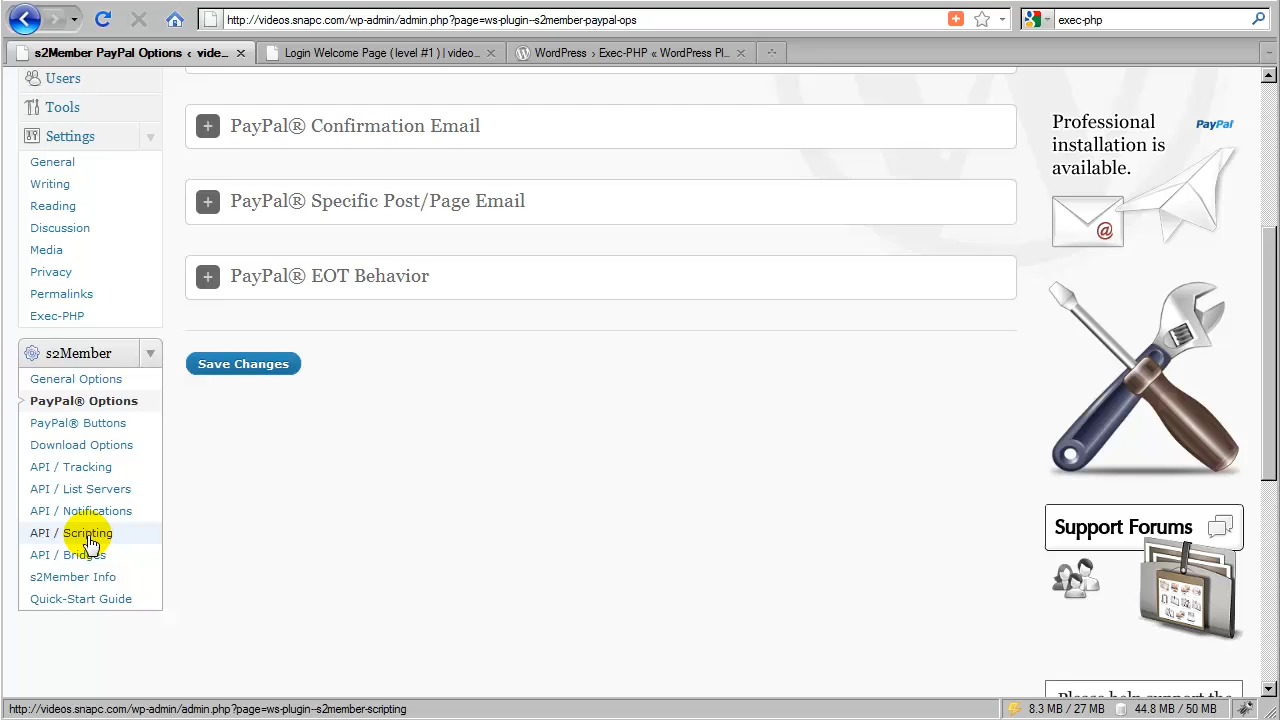 http://videos.snapc.com/wp-admin/admin.php?page=ws-plugin--s2member-paypal-ops
exec-php
s2Member PayPal Options ‹ vide...
Login Welcome Page ( level #1 ) | video...
WordPress › Exec-PHP « WordPress Pl...
Users
Tools
Settings
General
Writing
Reading
Discussion
Media
Privacy
Permalinks
Exec-PHP
s2Member
General Options
PayPal® Options
PayPal® Buttons
Download Options
API / Tracking
API / List Servers
API / Notifications
API / Scripting
API / Bridges
s2Member Info
Quick-Start Guide
PayPal® Confirmation Email
PayPal® Specific Post/Page Email
PayPal® EOT Behavior
Save Changes
Professional
installation is
available.
PayPal
@
Support Forums
Please help support the
http://videos.snapc.com/wp-admin/admin.php?page=ws-plugin--s2member-scripting
8.3 MB / 27 MB
44.8 MB / 50 MB